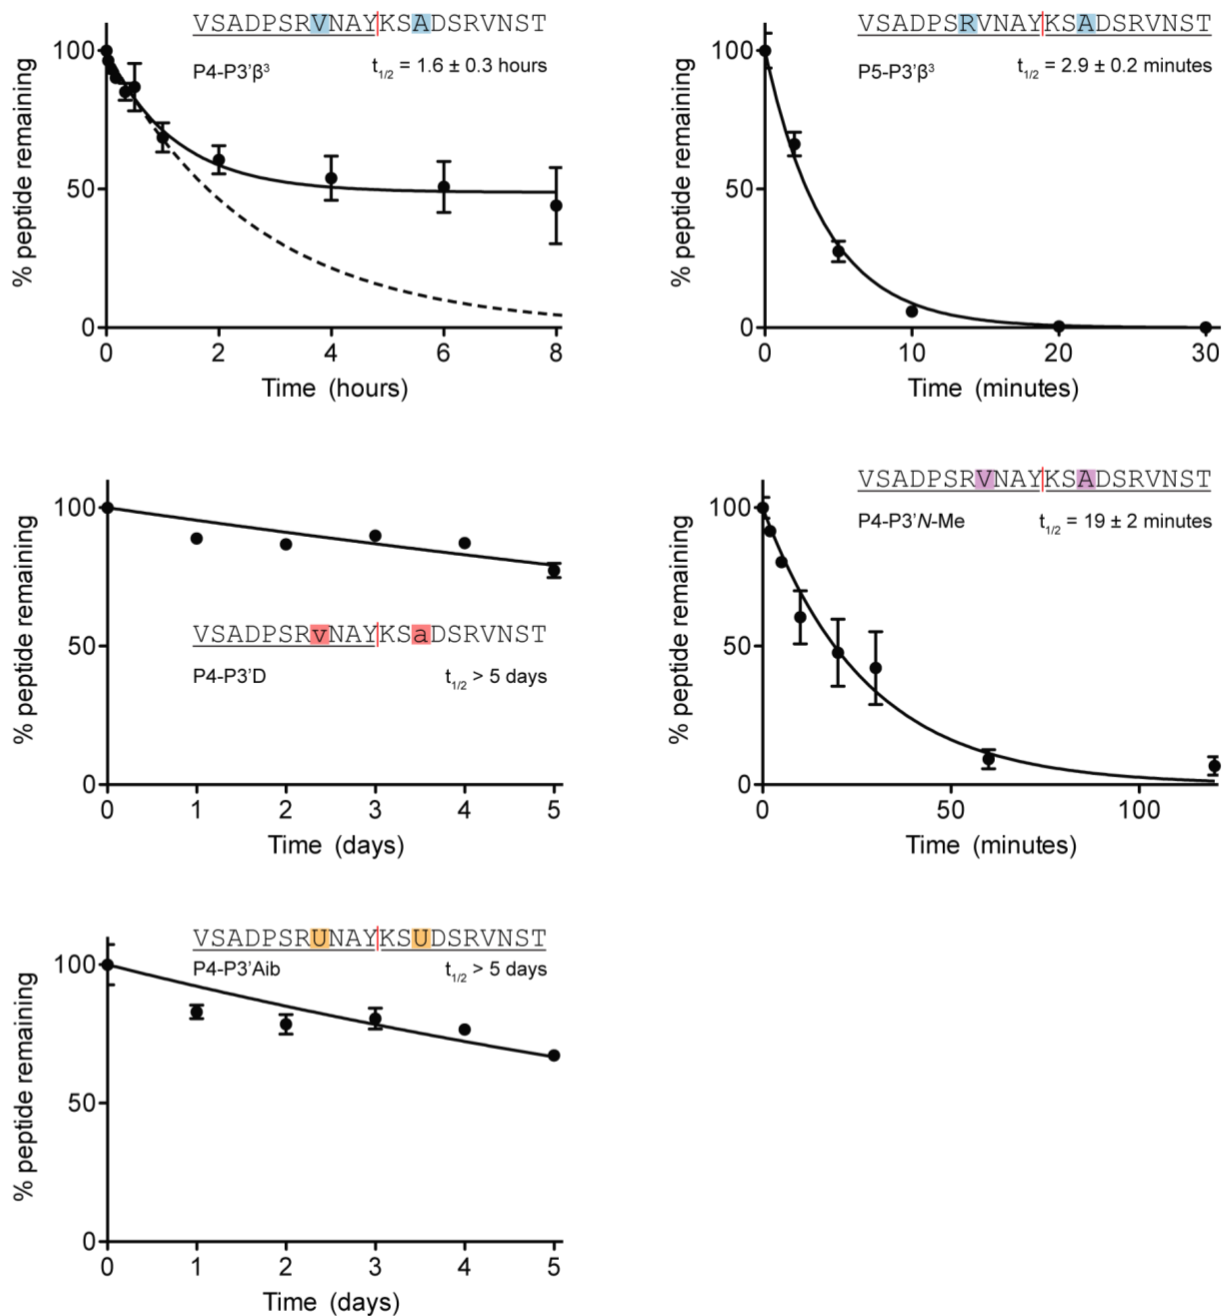 VSADPSRVNAYKSADSRVNST
P4-P3'β³ t1/2 = 1.6 ± 0.3 hours
100
50
0
% peptide remaining
0 2 4 6 8
Time (hours)
VSADPSRVNAYKSADSRVNST
P5-P3'β³ t1/2 = 2.9 ± 0.2 minutes
100
50
0
% peptide remaining
0 10 20 30
Time (minutes)
100
50
0
% peptide remaining
VSADPSRvNAYKSaDSRVNST
P4-P3'D t1/2 > 5 days
0 1 2 3 4 5
Time (days)
VSADPSRVNAYKSADSRVNST
P4-P3'N-Me t1/2 = 19 ± 2 minutes
100
50
0
% peptide remaining
0 50 100
Time (minutes)
VSADPSRUNAYKSUDSRVNST
P4-P3'Aib t1/2 > 5 days
100
50
0
% peptide remaining
0 1 2 3 4 5
Time (days)